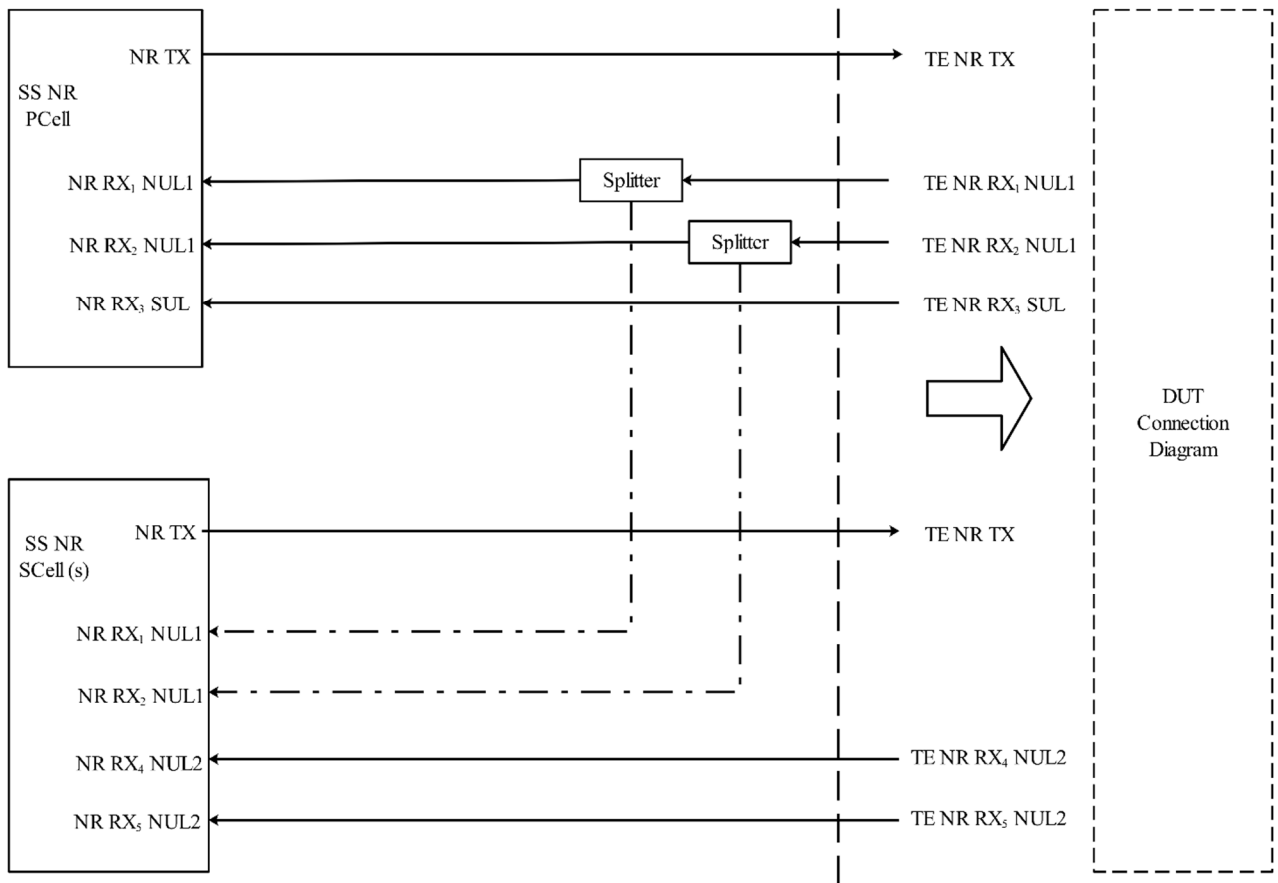 NR TX
TE NR TX
SS NR
PCell
NR RX₁ NUL1
Splitter
TE NR RX₁ NUL1
NR RX₂ NUL1
Splitter
TE NR RX₂ NUL1
NR RX₃ SUL
TE NR RX₃ SUL
DUT
Connection
Diagram
NR TX
TE NR TX
SS NR
SCell (s)
NR RX₁ NUL1
NR RX₂ NUL1
NR RX₄ NUL2
TE NR RX₄ NUL2
NR RX₅ NUL2
TE NR RX₅ NUL2